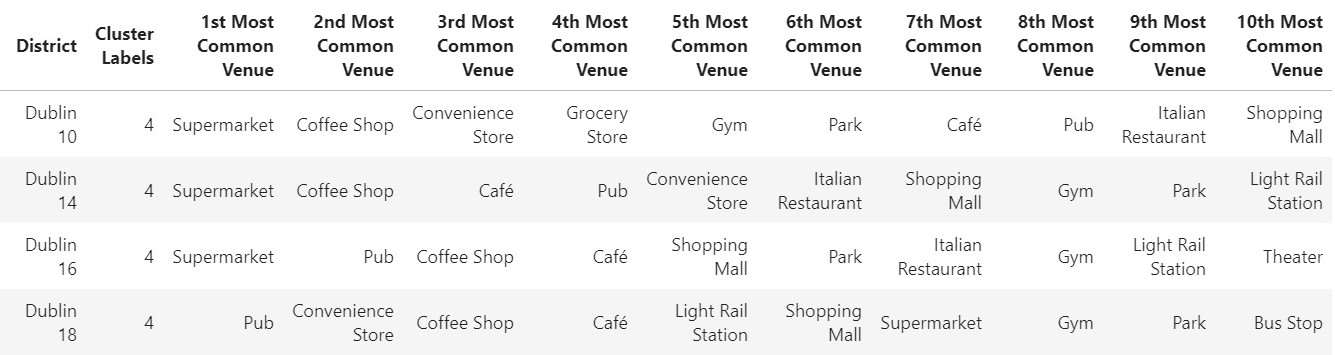 District Cluster Labels 1st Most Common Venue 2nd Most Common Venue 3rd Most Common Venue 4th Most Common Venue 5th Most Common Venue 6th Most Common Venue 7th Most Common Venue 8th Most Common Venue 9th Most Common Venue 10th Most Common Venue
Dublin 10 4 Supermarket Coffee Shop Convenience Store Grocery Store Gym Park Café Pub Italian Restaurant Shopping Mall
Dublin 14 4 Supermarket Coffee Shop Café Pub Convenience Store Italian Restaurant Shopping Mall Gym Park Light Rail Station
Dublin 16 4 Supermarket Pub Coffee Shop Café Shopping Mall Park Italian Restaurant Gym Light Rail Station Theater
Dublin 18 4 Pub Convenience Store Coffee Shop Café Light Rail Station Shopping Mall Supermarket Gym Park Bus Stop